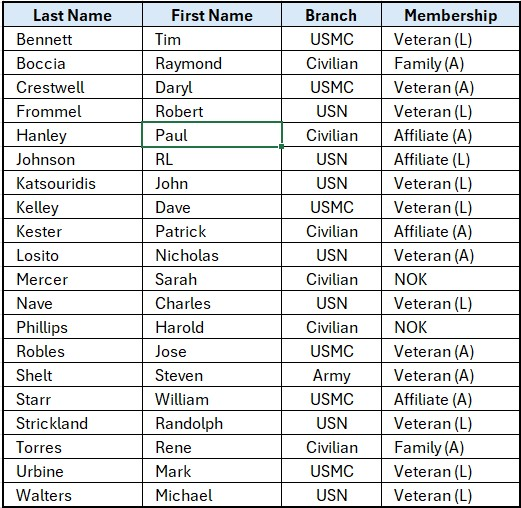 Last Name First Name Branch Membership
Bennett Tim USMC Veteran (L)
Boccia Raymond Civilian Family (A)
Crestwell Daryl USMC Veteran (A)
Frommel Robert USN Veteran (L)
Hanley Paul Civilian Affiliate (A)
Johnson RL USN Affiliate (L)
Katsouridis John USN Veteran (L)
Kelley Dave USMC Veteran (L)
Kester Patrick Civilian Affiliate (A)
Losito Nicholas USN Veteran (A)
Mercer Sarah Civilian NOK
Nave Charles USN Veteran (L)
Phillips Harold Civilian NOK
Robles Jose USMC Veteran (A)
Shelt Steven Army Veteran (A)
Starr William USMC Affiliate (A)
Strickland Randolph USN Veteran (L)
Torres Rene Civilian Family (A)
Urbine Mark USMC Veteran (L)
Walters Michael USN Veteran (L)